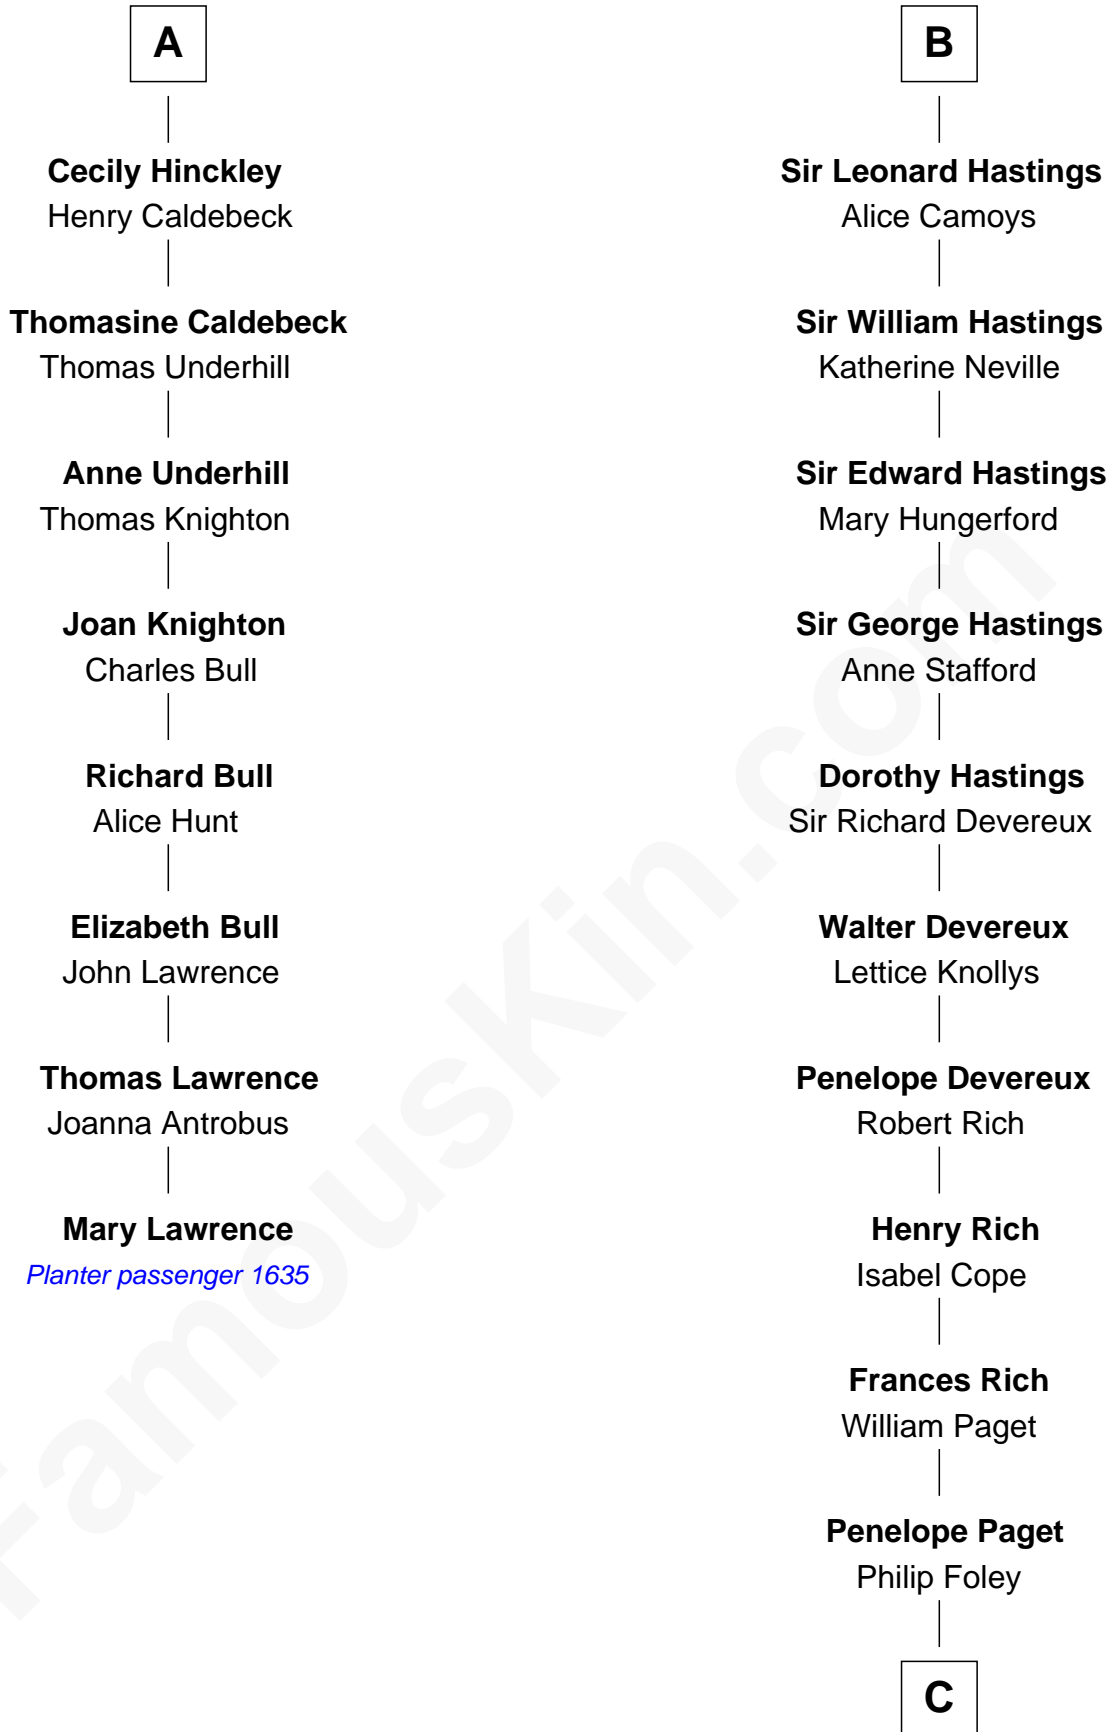 A
Cecily Hinckley
Henry Caldebeck
Thomasine Caldebeck
Thomas Underhill
Anne Underhill
Thomas Knighton
Joan Knighton
Charles Bull
Richard Bull
Alice Hunt
Elizabeth Bull
John Lawrence
Thomas Lawrence
Joanna Antrobus
Mary Lawrence
Planter passenger 1635
B
Sir Leonard Hastings
Alice Camoys
Sir William Hastings
Katherine Neville
Sir Edward Hastings
Mary Hungerford
Sir George Hastings
Anne Stafford
Dorothy Hastings
Sir Richard Devereux
Walter Devereux
Lettice Knollys
Penelope Devereux
Robert Rich
Henry Rich
Isabel Cope
Frances Rich
William Paget
Penelope Paget
Philip Foley
C
FamousKin.com